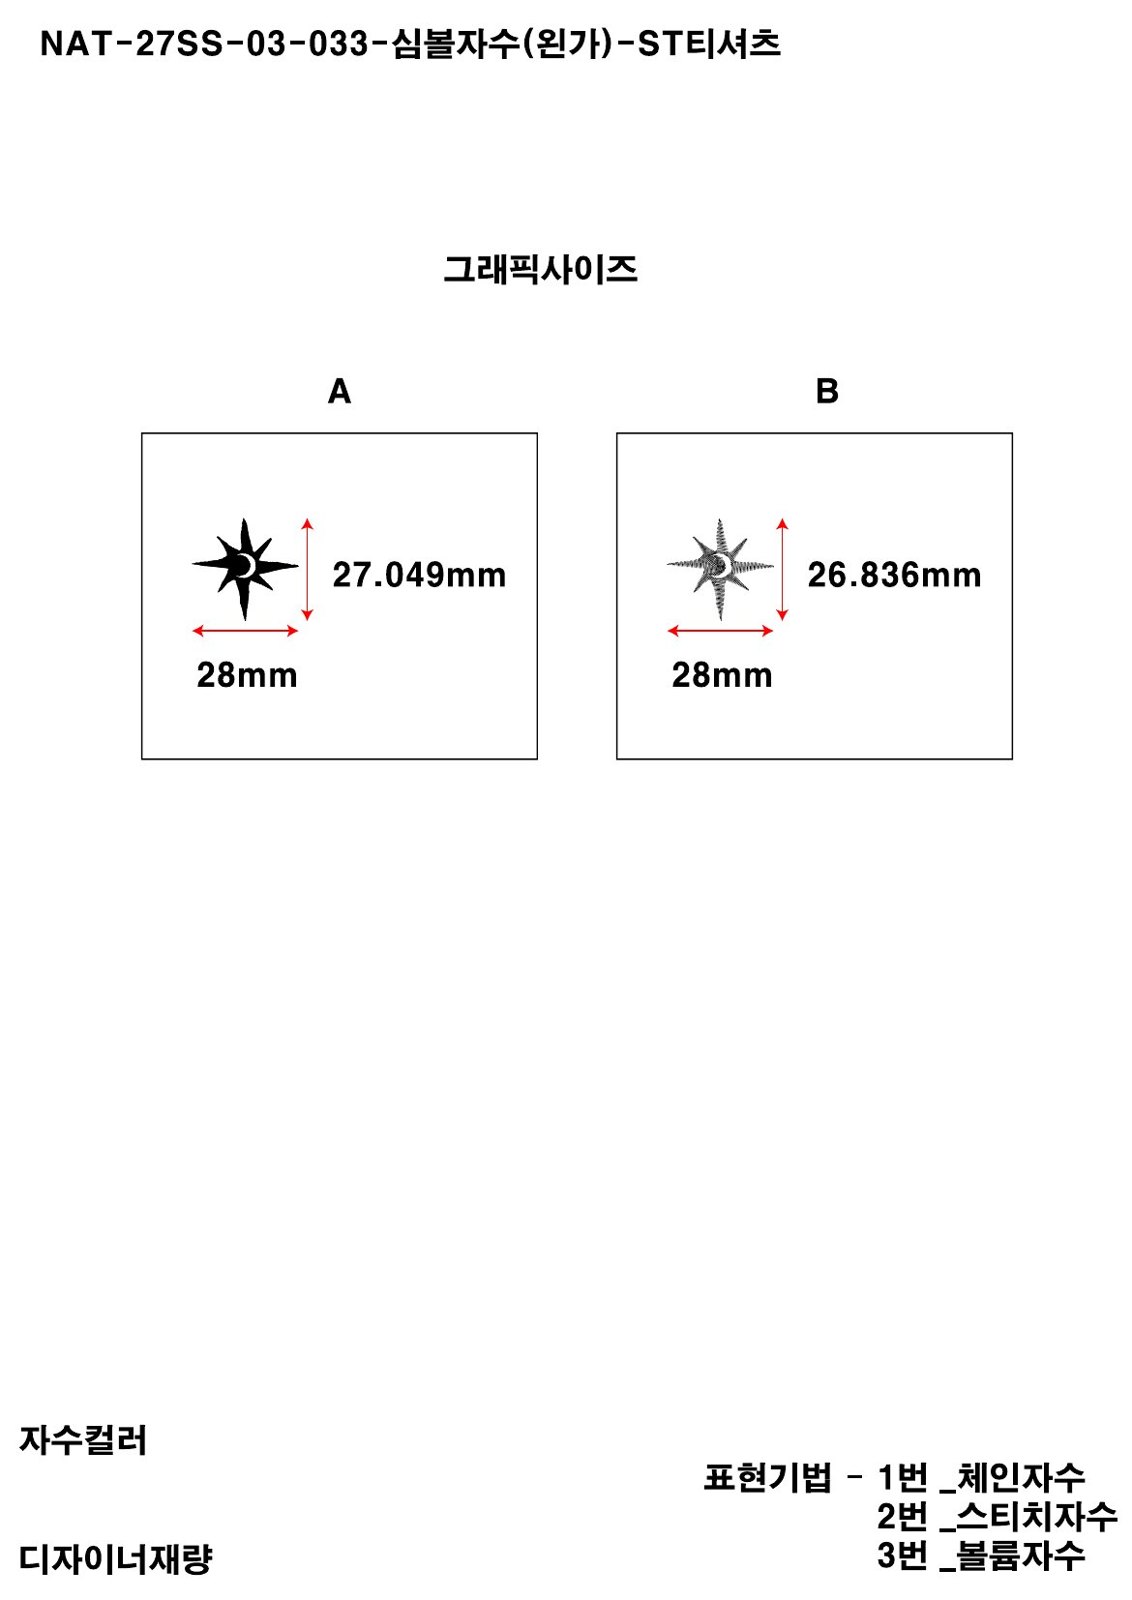 NAT-27SS-03-033-심볼자수(왼가)-ST티셔츠
그래픽사이즈
A
B
27.049mm
28mm
26.836mm
28mm
자수컬러
디자이너재량
표현기법 - 1번 _체인자수
2번 _스티치자수
3번 _볼륨자수